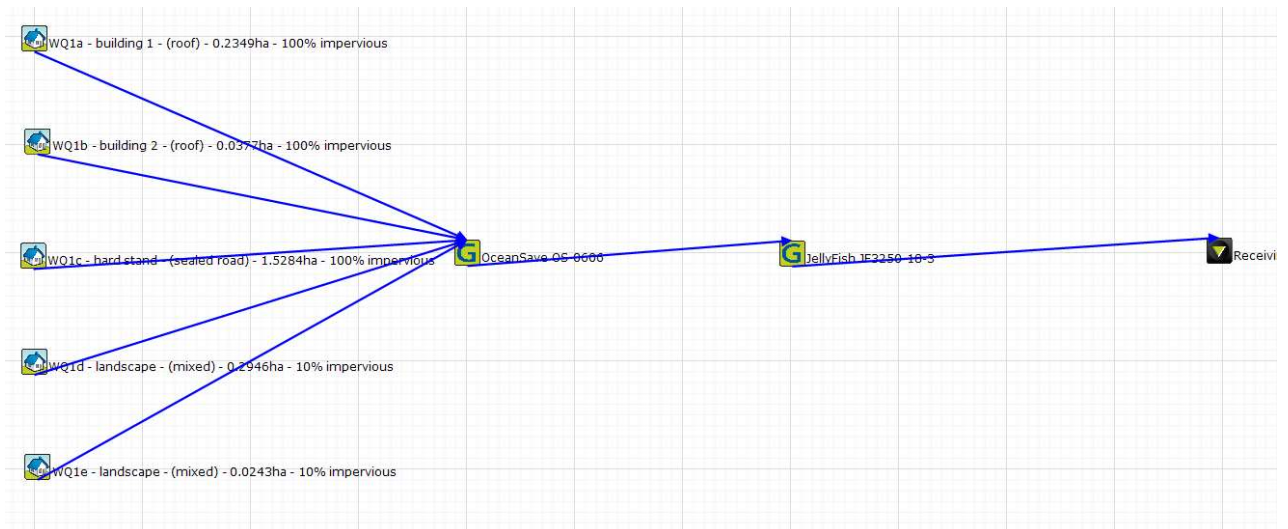 WQ1a - building 1 - (roof) - 0.2349ha - 100% impervious
WQ1b - building 2 - (roof) - 0.0377ha - 100% impervious
WQ1c - hard stand - (sealed road) - 1.5284ha - 100% impervious
G OceanSave OS-0606
G JellyFish JF3250-18-3
Receivi
WQ1d - landscape - (mixed) - 0.2946ha - 10% impervious
WQ1e - landscape - (mixed) - 0.0243ha - 10% impervious